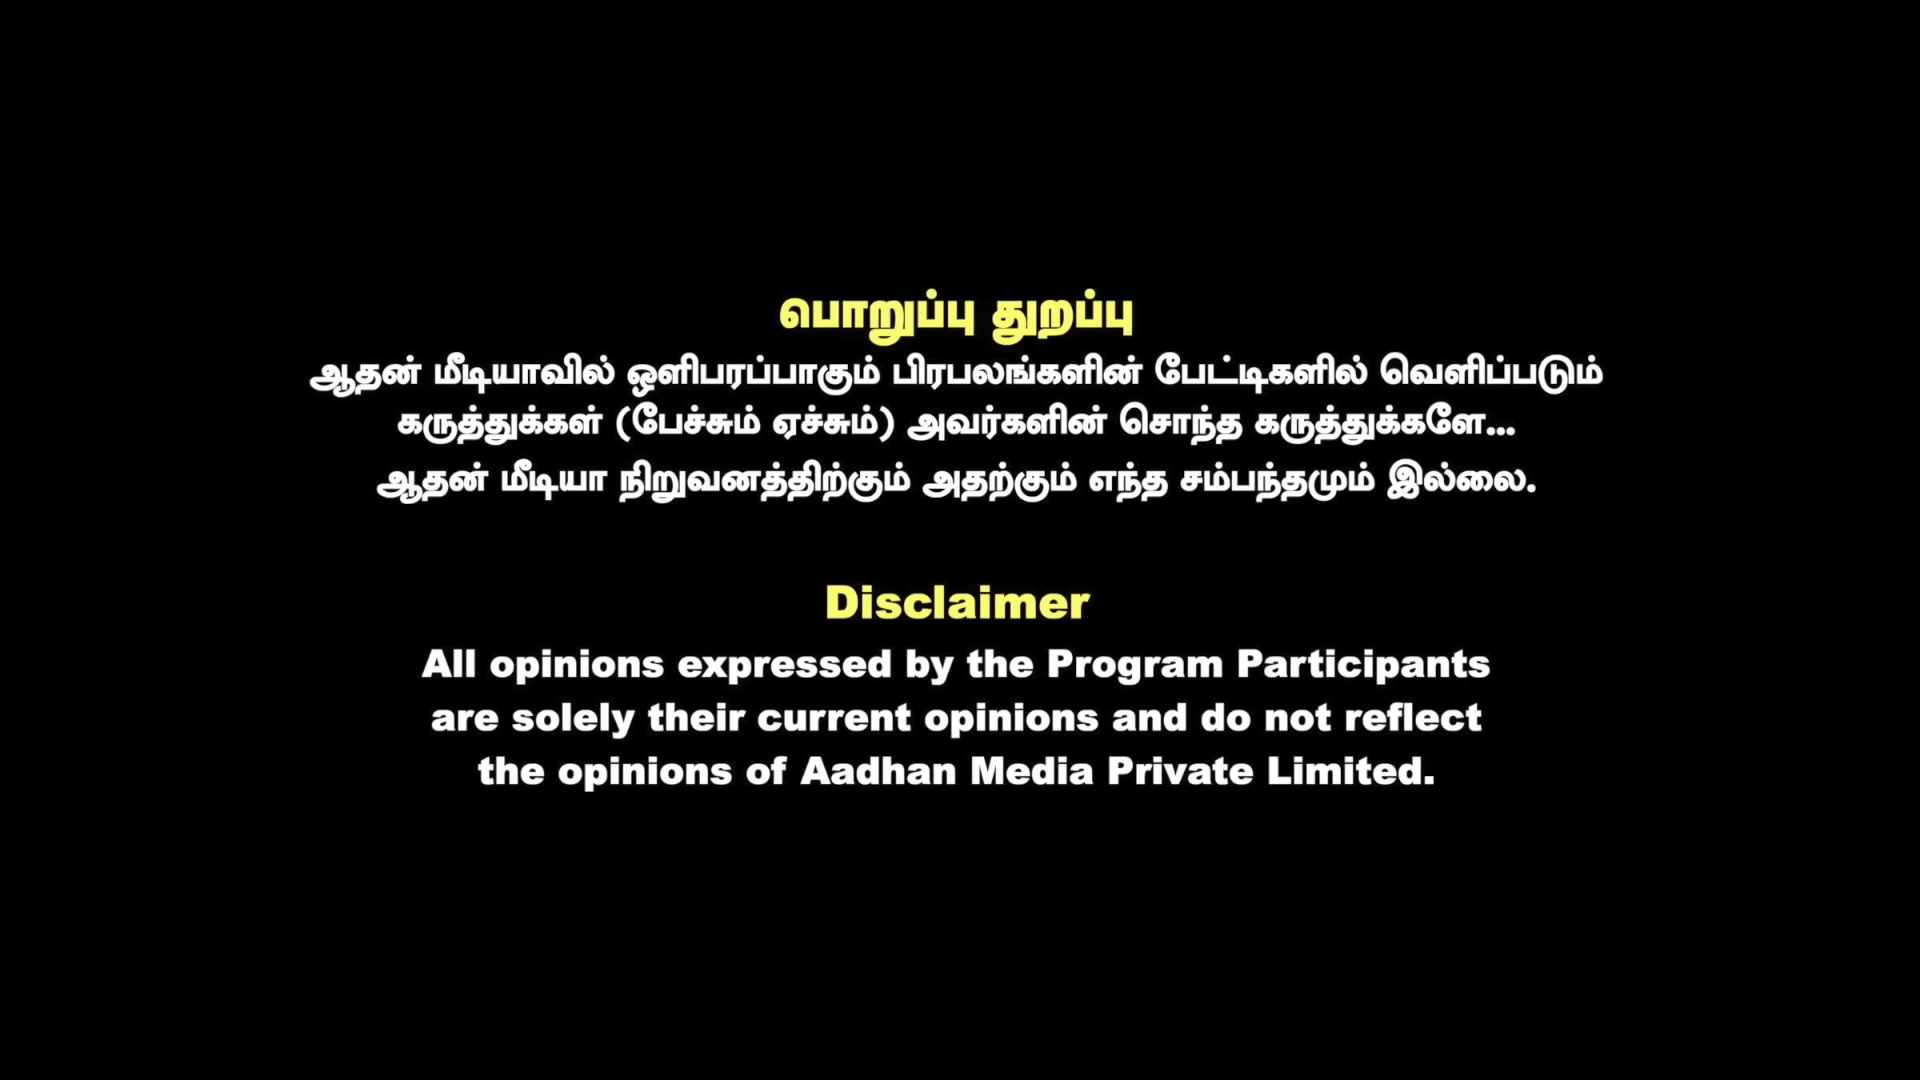 பொறுப்பு துறப்பு
ஆதன் மீடியாவில் ஒளிபரப்பாகும் பிரபலங்களின் பேட்டிகளில் வெளிப்படும்
கருத்துக்கள் (பேச்சும் ஏச்சும்) அவர்களின் சொந்த கருத்துக்களே...
ஆதன் மீடியா நிறுவனத்திற்கும் அதற்கும் எந்த சம்பந்தமும் இல்லை.
Disclaimer
All opinions expressed by the Program Participants
are solely their current opinions and do not reflect
the opinions of Aadhan Media Private Limited.